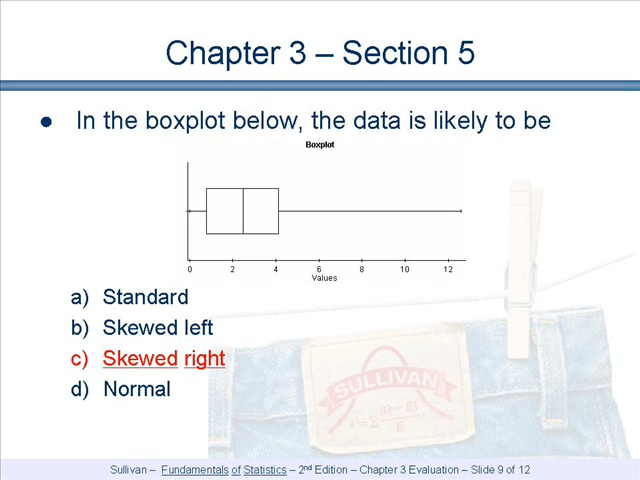 Chapter 3 – Section 5
● In the boxplot below, the data is likely to be
Boxplot
0 2 4 6 8 10 12
Values
a) Standard
b) Skewed left
c) Skewed right
d) Normal
SULLIVAN
Sullivan – Fundamentals of Statistics – 2nd Edition – Chapter 3 Evaluation – Slide 9 of 12